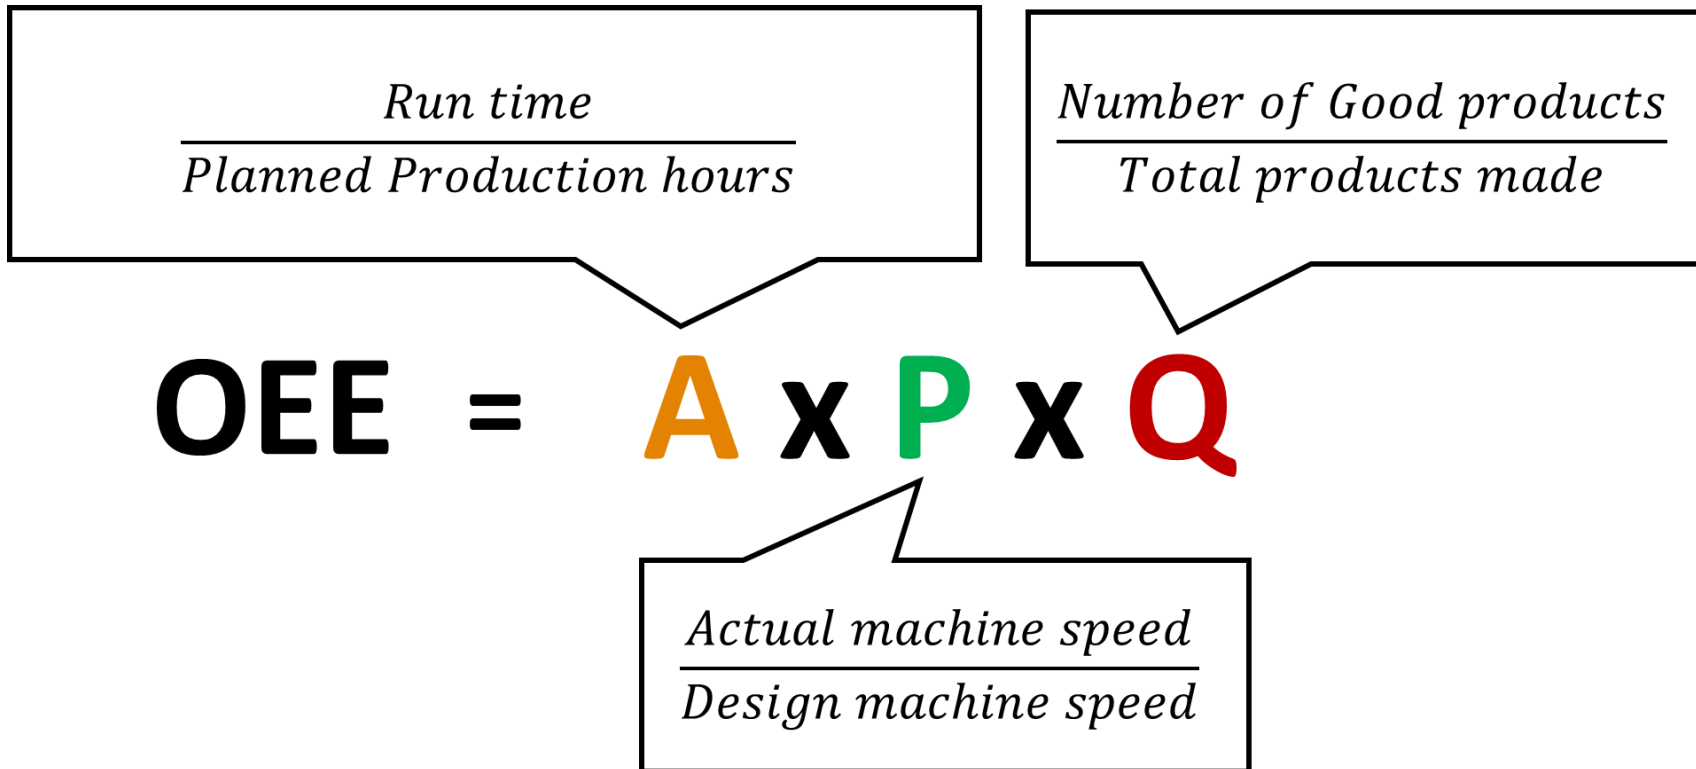 Run time
Planned Production hours
Number of Good products
Total products made
OEE = A x P x Q
Actual machine speed
Design machine speed